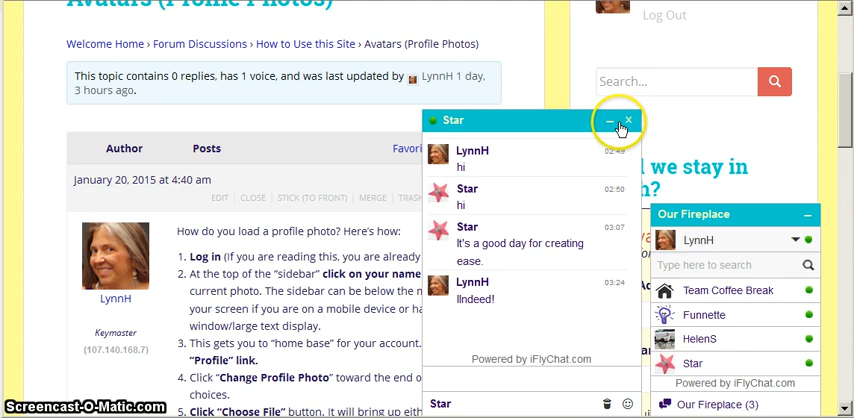 Avatars (Profile Photos)
Welcome Home › Forum Discussions › How to Use this Site › Avatars (Profile Photos)
This topic contains 0 replies, has 1 voice, and was last updated by LynnH 1 day,
3 hours ago.
Author Posts Favori
January 20, 2015 at 4:40 am
EDIT | CLOSE | STICK (TO FRONT) | MERGE | TRASH
LynnH
Keymaster
(107.140.168.7)
How do you load a profile photo? Here's how:
1. Log in (If you are reading this, you are already
2. At the top of the "sidebar" click on your name
current photo. The sidebar can be below the m
your screen if you are on a mobile device or ha
window/large text display.
3. This gets you to "home base" for your account.
"Profile" link.
4. Click "Change Profile Photo" toward the end o
choices.
5. Click "Choose File" button. It will bring up eith
Star
LynnH 02:49
hi
Star 02:50
hi
Star 03:07
It's a good day for creating
ease.
LynnH 03:24
IIndeed!
Powered by iFlyChat.com
Star
Log Out
Search...
d we stay in
h?
Our Fireplace
LynnH
Type here to search
Team Coffee Break
Funnette
HelenS
Star
Powered by iFlyChat.com
Our Fireplace (3)
Screencast-O-Matic.com